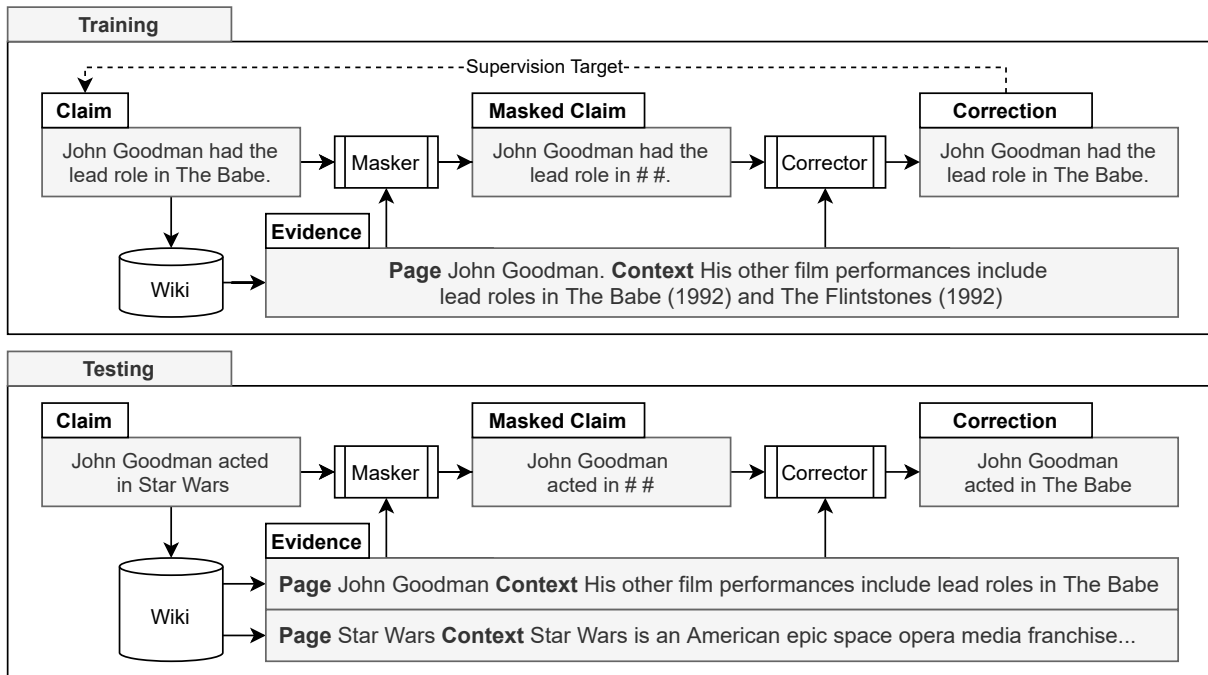 Training
Supervision Target
Claim
John Goodman had the
lead role in The Babe.
Masker
Masked Claim
John Goodman had the
lead role in # #.
Corrector
Correction
John Goodman had the
lead role in The Babe.
Wiki
Evidence
Page John Goodman. Context His other film performances include
lead roles in The Babe (1992) and The Flintstones (1992)
Testing
Claim
John Goodman acted
in Star Wars
Masker
Masked Claim
John Goodman
acted in # #
Corrector
Correction
John Goodman
acted in The Babe
Wiki
Evidence
Page John Goodman Context His other film performances include lead roles in The Babe
Page Star Wars Context Star Wars is an American epic space opera media franchise...